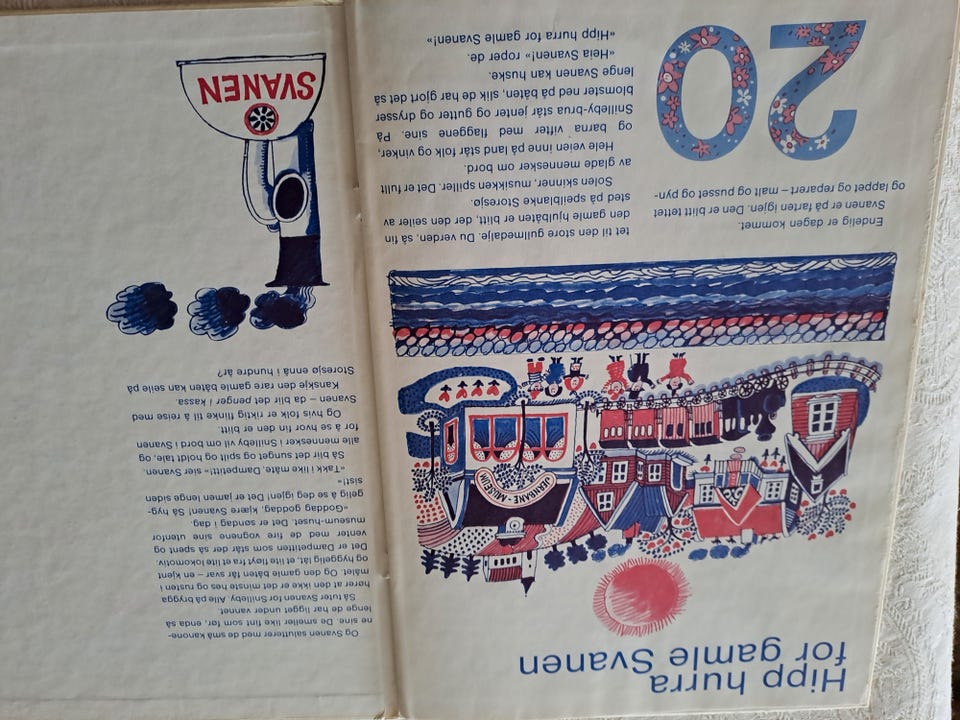 Hipp hurra
for gamle Svanen
JERNBANE-MUSEUM
Endelig er dagen kommet.
Svanen er på farten igjen. Den er blitt tettet
og lappet og reparert – malt og pusset og pyn-
20
tet til den store gullmedalje. Du verden, så fin,
den gamle hjulbåten er blitt, der den seiler av
sted på speilblanke Storesjø.
Solen skinner, musikken spiller. Det er fullt
av glade mennesker om bord.
Hele veien inne på land står folk og vinker,
og barna vifter med flaggene sine. På
Snilleby-brua står jenter og gutter og drysser
blomster ned på båten, slik de har gjort det så
lenge Svanen kan huske.
«Heia Svanen!» roper de.
«Hipp hurra for gamle Svanen!»
Og Svanen salutterer med de små kanone-
ne sine. De smeller like fint som før, enda så
lenge de har ligget under vannet.
Så tuter Svanen for Snilleby. Alle på brygga
hører at den ikke er det minste hes og rusten i
målet. Og den gamle båten får svar – en kjent
og hyggelig låt, et lite fløyt fra et lite lokomotiv.
Det er Dampetitten som står der så spent og
venter med de fire vognene sine utenfor
museum-huset. Det er søndag i dag.
«Goddag, goddag, kjære Svanen! Så hyg-
gelig å se deg igjen! Det er jamen lenge siden
sist!»
«Takk i like måte, Dampetitt!» sier Svanen.
Så blir det sunget og spilt og holdt tale, og
alle mennesker i Snilleby vil om bord i Svanen
for å se hvor fin den er blitt.
Og hvis folk er riktig flinke til å reise med
Svanen – da blir det penger i kassa.
Kanskje den rare gamle båten kan seile på
Storesjø i ennå i hundre år?
SVANEN